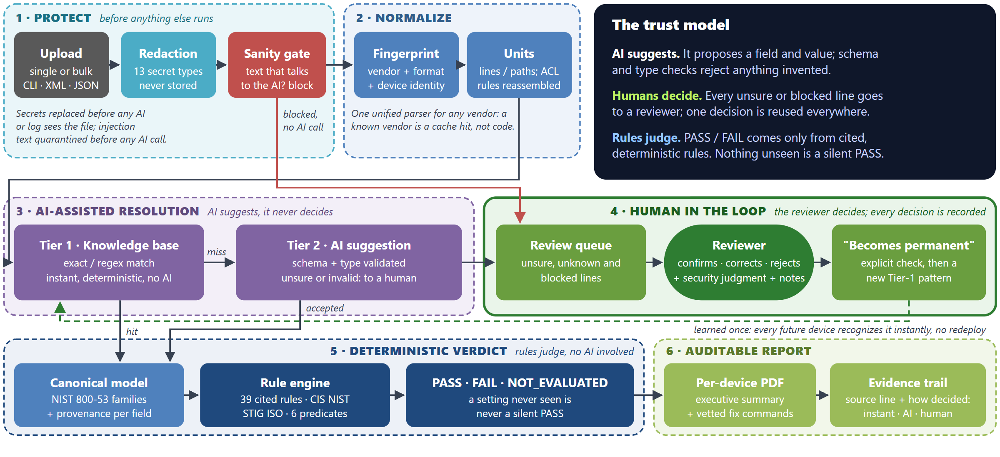 1 · PROTECT before anything else runs
Upload
single or bulk
CLI · XML · JSON
Redaction
13 secret types
never stored
Sanity gate
text that talks
to the AI? block
Secrets replaced before any AI
or log sees the file; injection
text quarantined before any AI call.
blocked,
no AI call
2 · NORMALIZE
Fingerprint
vendor + format
+ device identity
Units
lines / paths; ACL
rules reassembled
One unified parser for any vendor: a
known vendor is a cache hit, not code.
The trust model
AI suggests. It proposes a field and value; schema
and type checks reject anything invented.
Humans decide. Every unsure or blocked line goes
to a reviewer; one decision is reused everywhere.
Rules judge. PASS / FAIL comes only from cited,
deterministic rules. Nothing unseen is a silent PASS.
3 · AI-ASSISTED RESOLUTION AI suggests, it never decides
Tier 1 · Knowledge base
exact / regex match
instant, deterministic, no AI
miss
Tier 2 · AI suggestion
schema + type validated
unsure or invalid: to a human
accepted
hit
4 · HUMAN IN THE LOOP the reviewer decides; every decision is recorded
Review queue
unsure, unknown and
blocked lines
Reviewer
confirms · corrects · rejects
+ security judgment + notes
"Becomes permanent"
explicit check, then a
new Tier-1 pattern
learned once: every future device recognizes it instantly, no redeploy
5 · DETERMINISTIC VERDICT rules judge, no AI involved
Canonical model
NIST 800-53 families
+ provenance per field
Rule engine
39 cited rules · CIS NIST
STIG ISO · 6 predicates
PASS · FAIL · NOT_EVALUATED
a setting never seen is
never a silent PASS
6 · AUDITABLE REPORT
Per-device PDF
executive summary
+ vetted fix commands
Evidence trail
source line + how decided:
instant · AI · human